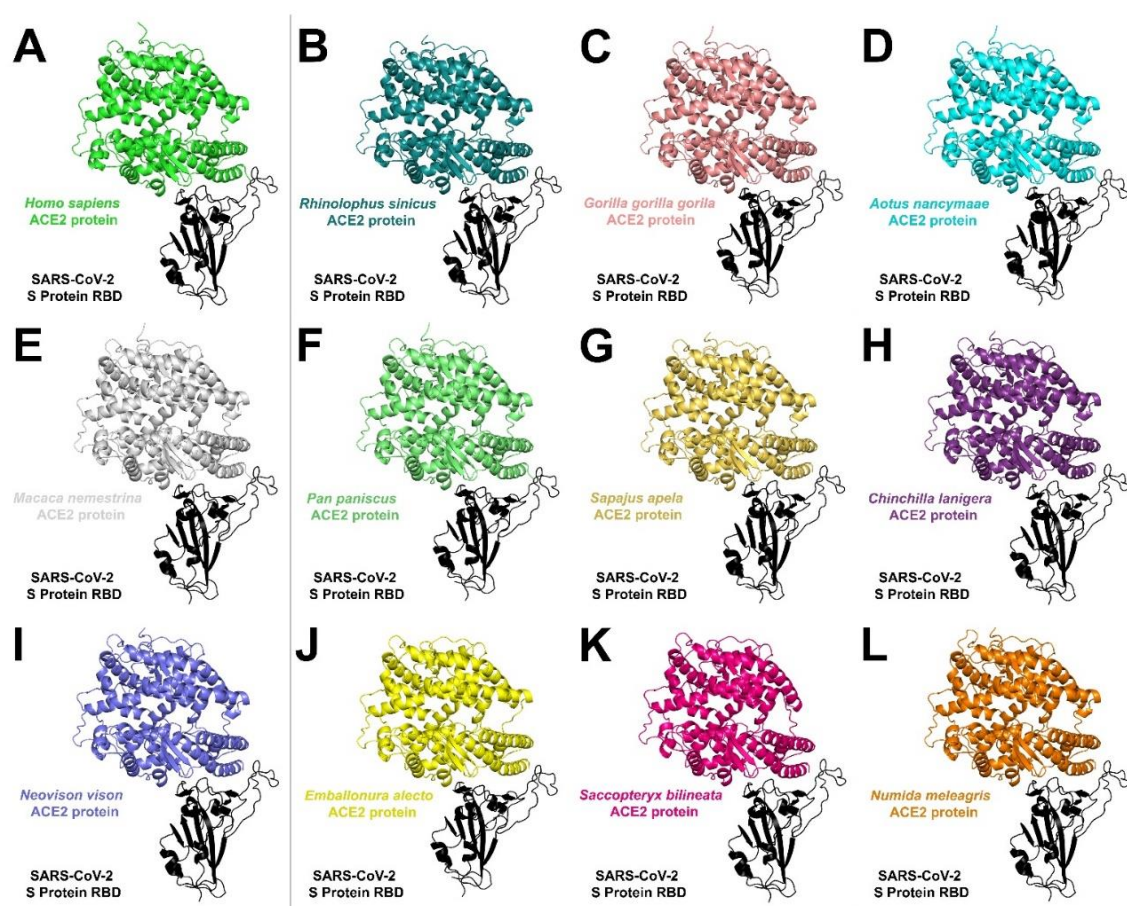 A
Homo sapiens
ACE2 protein
SARS-CoV-2
S Protein RBD
B
Rhinolophus sinicus
ACE2 protein
SARS-CoV-2
S Protein RBD
C
Gorilla gorilla gorila
ACE2 protein
SARS-CoV-2
S Protein RBD
D
Aotus nancymaae
ACE2 protein
SARS-CoV-2
S Protein RBD
E
Macaca nemestrina
ACE2 protein
SARS-CoV-2
S Protein RBD
F
Pan paniscus
ACE2 protein
SARS-CoV-2
S Protein RBD
G
Sapajus apela
ACE2 protein
SARS-CoV-2
S Protein RBD
H
Chinchilla lanigera
ACE2 protein
SARS-CoV-2
S Protein RBD
I
Neovison vison
ACE2 protein
SARS-CoV-2
S Protein RBD
J
Emballonura alecto
ACE2 protein
SARS-CoV-2
S Protein RBD
K
Saccopteryx bilineata
ACE2 protein
SARS-CoV-2
S Protein RBD
L
Numida meleagris
ACE2 protein
SARS-CoV-2
S Protein RBD